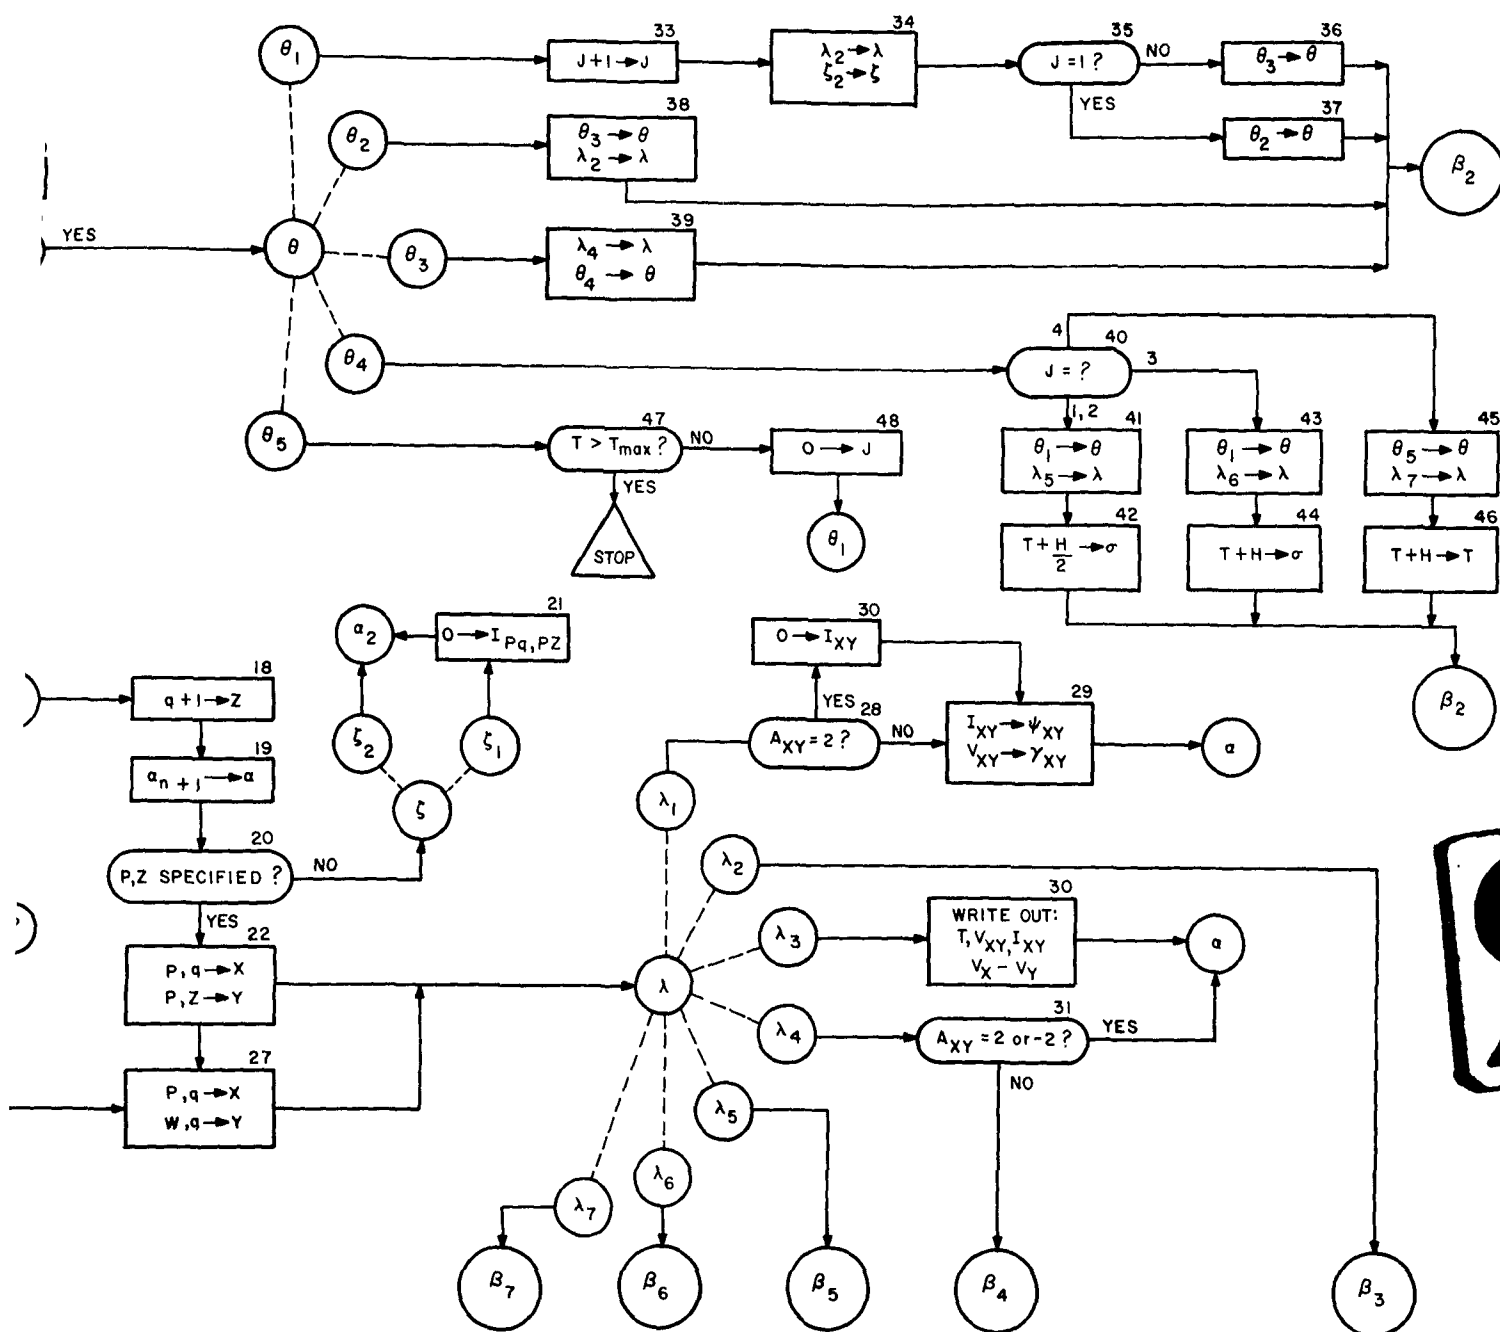 θ₁
33
J+1→J
34
λ₂→λ
ζ₂→ζ
35
J=1?
NO
YES
36
θ₃→θ
37
θ₂→θ
β₂
θ₂
38
θ₃→θ
λ₂→λ
YES
θ
θ₃
39
λ₄→λ
θ₄→θ
θ₄
4
40
J=?
3
1,2
41
θ₁→θ
λ₅→λ
43
θ₁→θ
λ₆→λ
45
θ₅→θ
λ₇→λ
θ₅
47
T > Tmax?
NO
YES
STOP
48
0→J
θ₁
42
T+H/2→σ
44
T+H→σ
46
T+H→T
β₂
18
q+1→Z
19
αn+1→α
20
P,Z SPECIFIED?
NO
YES
α₂
21
0→IPq,PZ
ζ₂
ζ₁
ζ
22
P,q→X
P,Z→Y
27
P,q→X
W,q→Y
30
0→IXY
YES
28
AXY=2?
NO
29
IXY→ψXY
VXY→γXY
α
λ₁
λ₂
λ₃
30
WRITE OUT:
T,VXY,IXY
VX−VY
α
λ
λ₄
31
AXY=2 or-2?
YES
NO
λ₅
λ₆
λ₇
β₇
β₆
β₅
β₄
β₃